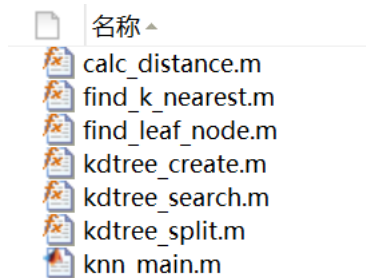 名称
calc_distance.m
find_k_nearest.m
find_leaf_node.m
kdtree_create.m
kdtree_search.m
kdtree_split.m
knn_main.m